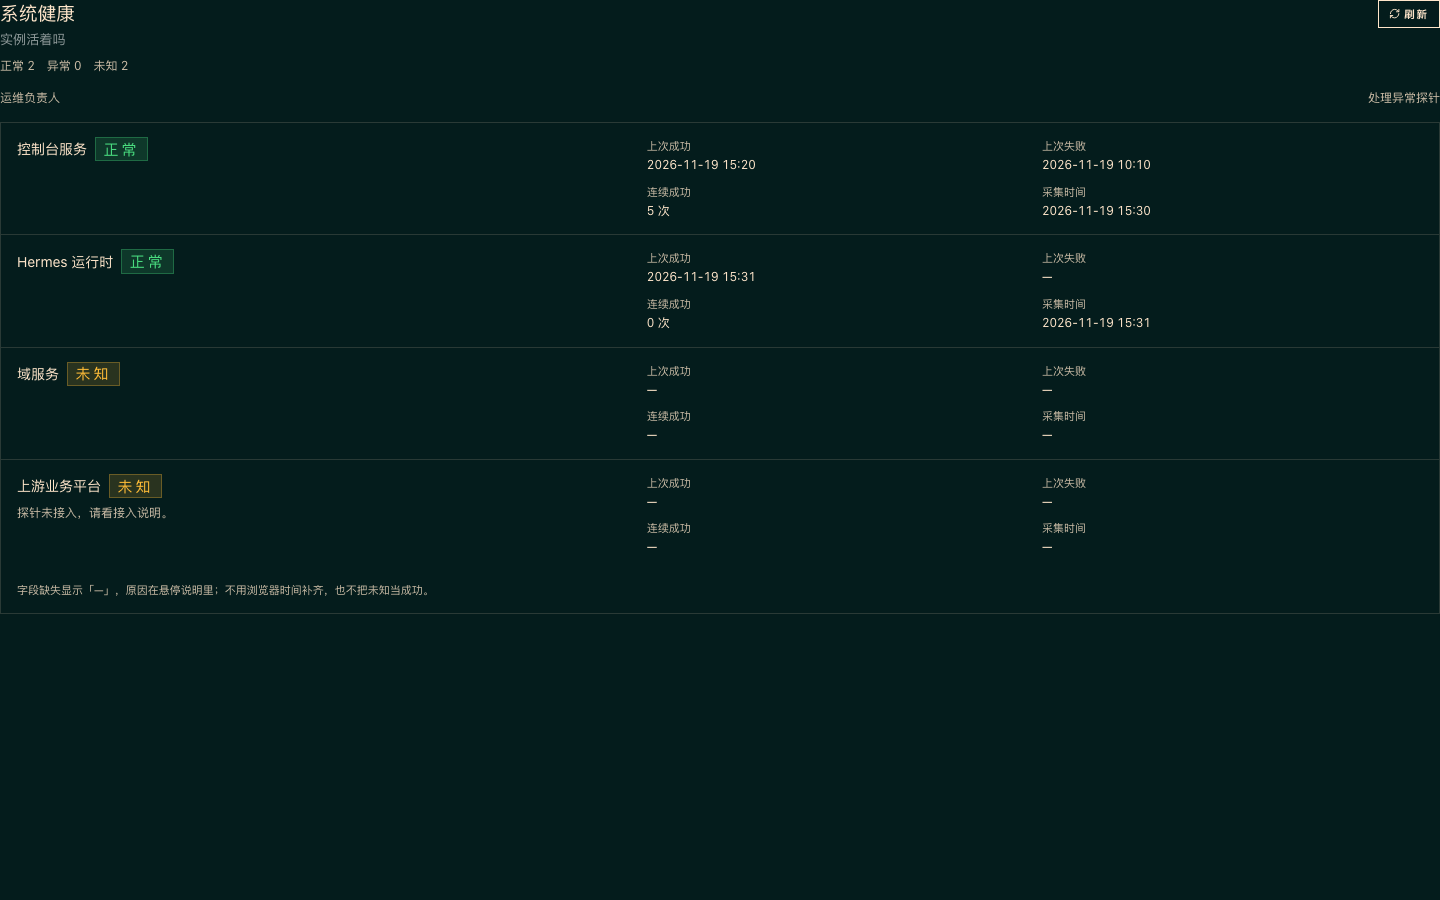 系统健康
刷新
实例活着吗
正常 2 异常 0 未知 2
运维负责人
处理异常探针
控制台服务 正常
上次成功
2026-11-19 15:20
上次失败
2026-11-19 10:10
连续成功
5 次
采集时间
2026-11-19 15:30
Hermes 运行时 正常
上次成功
2026-11-19 15:31
上次失败
—
连续成功
0 次
采集时间
2026-11-19 15:31
域服务 未知
上次成功
—
上次失败
—
连续成功
—
采集时间
—
上游业务平台 未知
探针未接入，请看接入说明。
上次成功
—
上次失败
—
连续成功
—
采集时间
—
字段缺失显示「—」，原因在悬停说明里；不用浏览器时间补齐，也不把未知当成功。